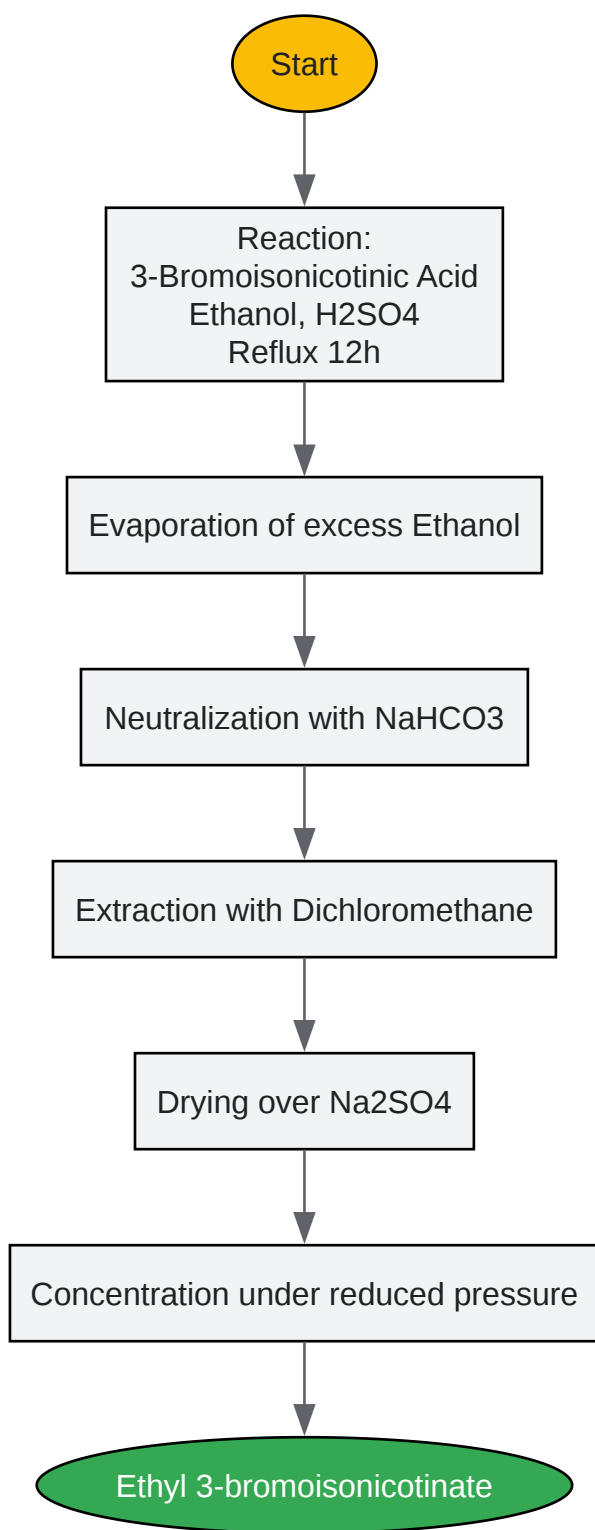 Start
Reaction:
3-Bromoisonicotinic Acid
Ethanol, H2SO4
Reflux 12h
Evaporation of excess Ethanol
Neutralization with NaHCO3
Extraction with Dichloromethane
Drying over Na2SO4
Concentration under reduced pressure
Ethyl 3-bromoisonicotinate